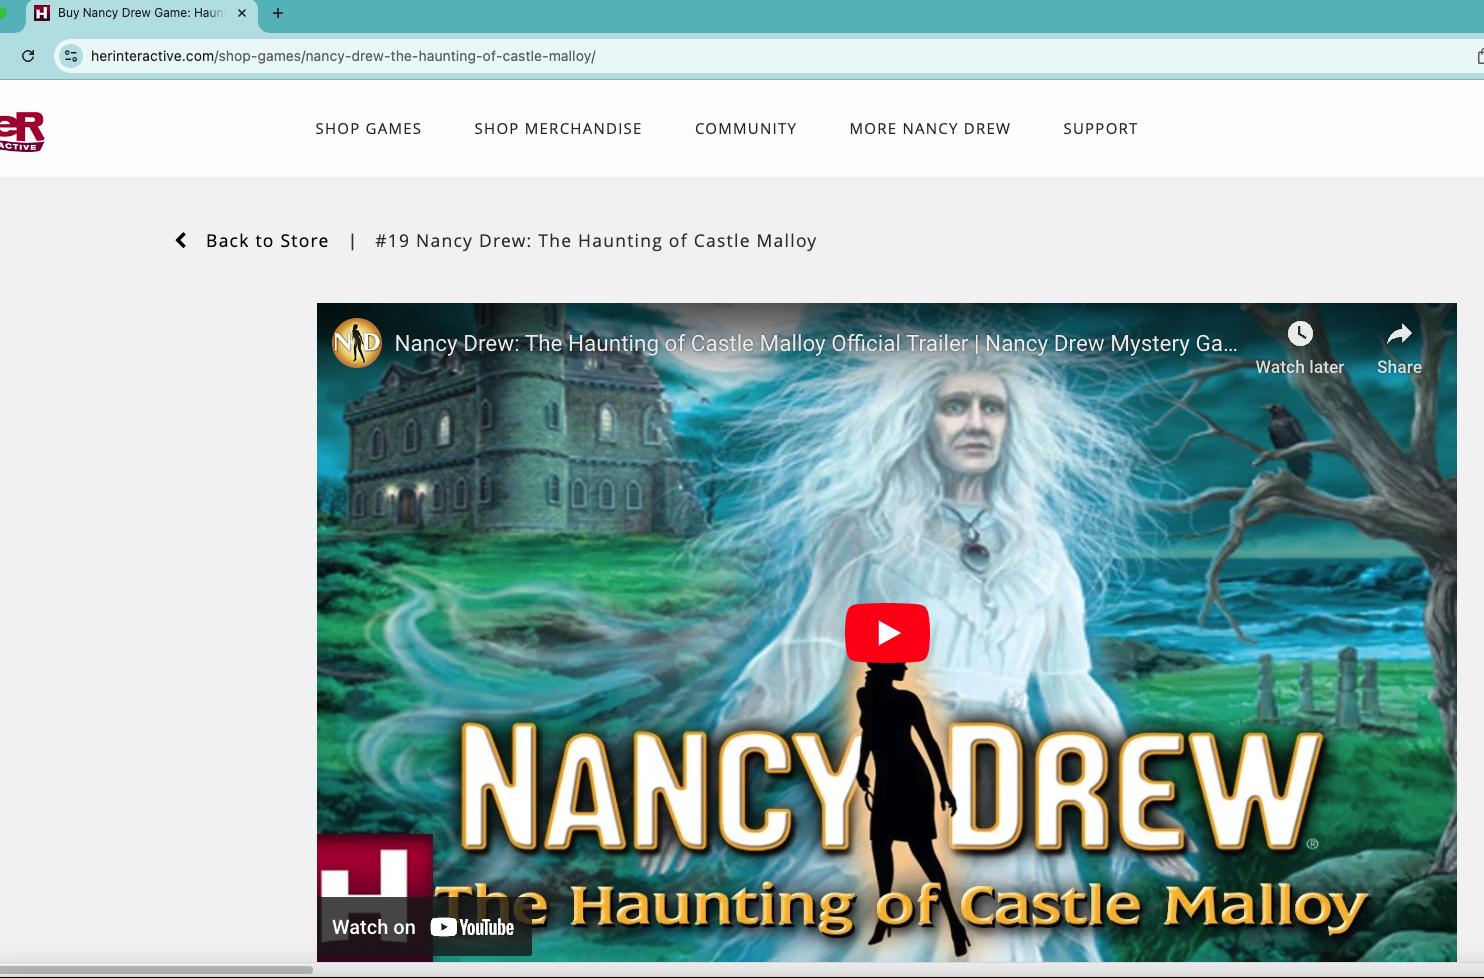 Buy Nancy Drew Game: Haun
herinteractive.com/shop-games/nancy-drew-the-haunting-of-castle-malloy/
eR
ACTIVE
SHOP GAMES
SHOP MERCHANDISE
COMMUNITY
MORE NANCY DREW
SUPPORT
Back to Store | #19 Nancy Drew: The Haunting of Castle Malloy
ND
Nancy Drew: The Haunting of Castle Malloy Official Trailer | Nancy Drew Mystery Ga...
Watch later
Share
NANCY DREW®
The Haunting of Castle Malloy
H
Watch on YouTube